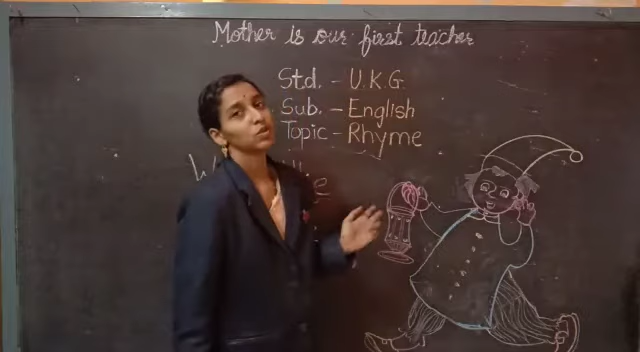 Mother is our first teacher
Std. - U.K.G.
Sub. - English
Topic - Rhyme